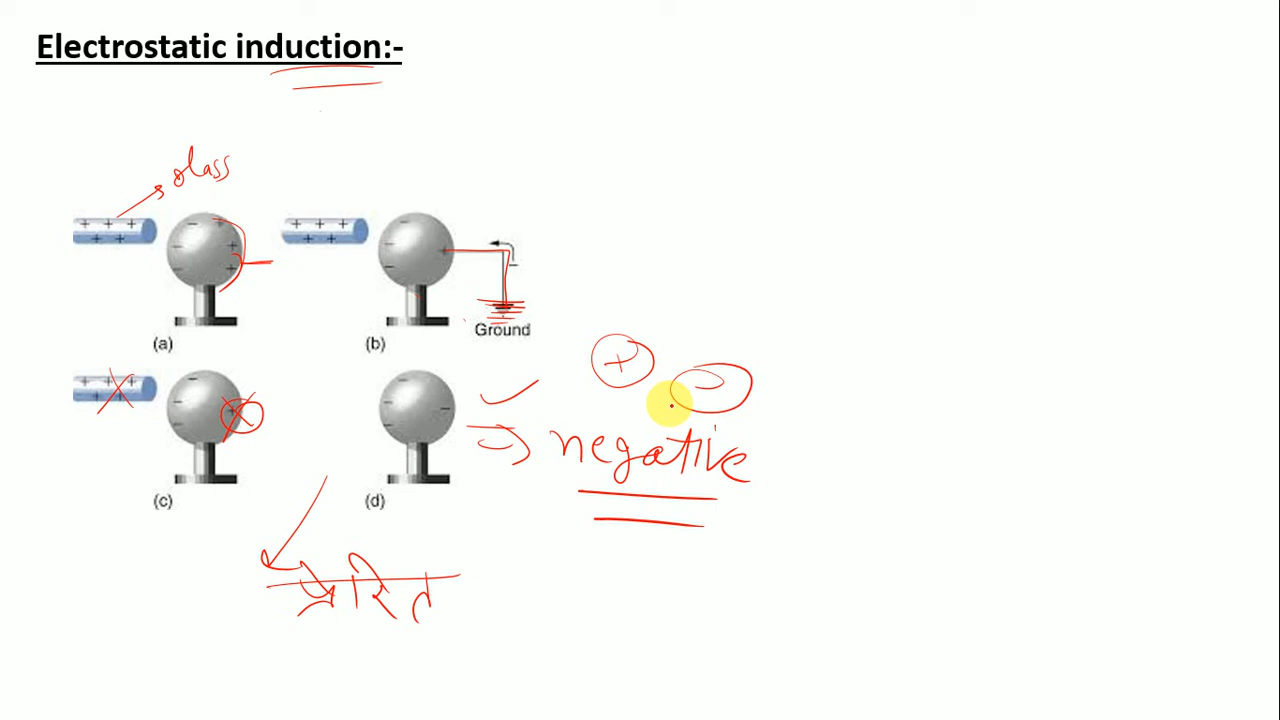 Electrostatic induction:-
glass
(a)
(b)
Ground
(c)
(d)
⇒ negative
प्रेरित